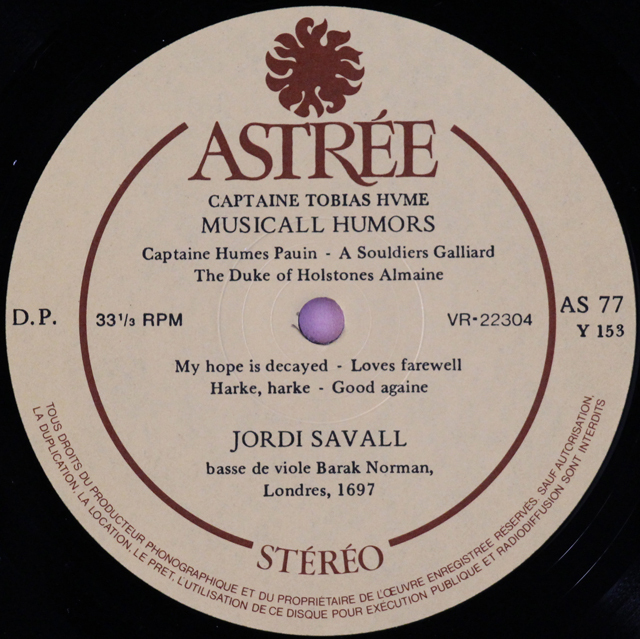 ASTRÉE
CAPTAINE TOBIAS HVME
MUSICALL HUMORS
Captaine Humes Pauin - A Souldiers Galliard
The Duke of Holstones Almaine
D.P.
33 1/3 RPM
VR·22304
AS 77
Y 153
My hope is decayed - Loves farewell
Harke, harke - Good againe
JORDI SAVALL
basse de viole Barak Norman,
Londres, 1697
STÉRÉO
TOUS DROITS DU PRODUCTEUR PHONOGRAPHIQUE ET DU PROPRIÉTAIRE DE L'ŒUVRE ENREGISTRÉE RÉSERVÉS. SAUF AUTORISATION,
LA DUPLICATION, LA LOCATION, LE PRET, L'UTILISATION DE CE DISQUE POUR EXECUTION PUBLIQUE ET RADIODIFFUSION SONT INTERDITS